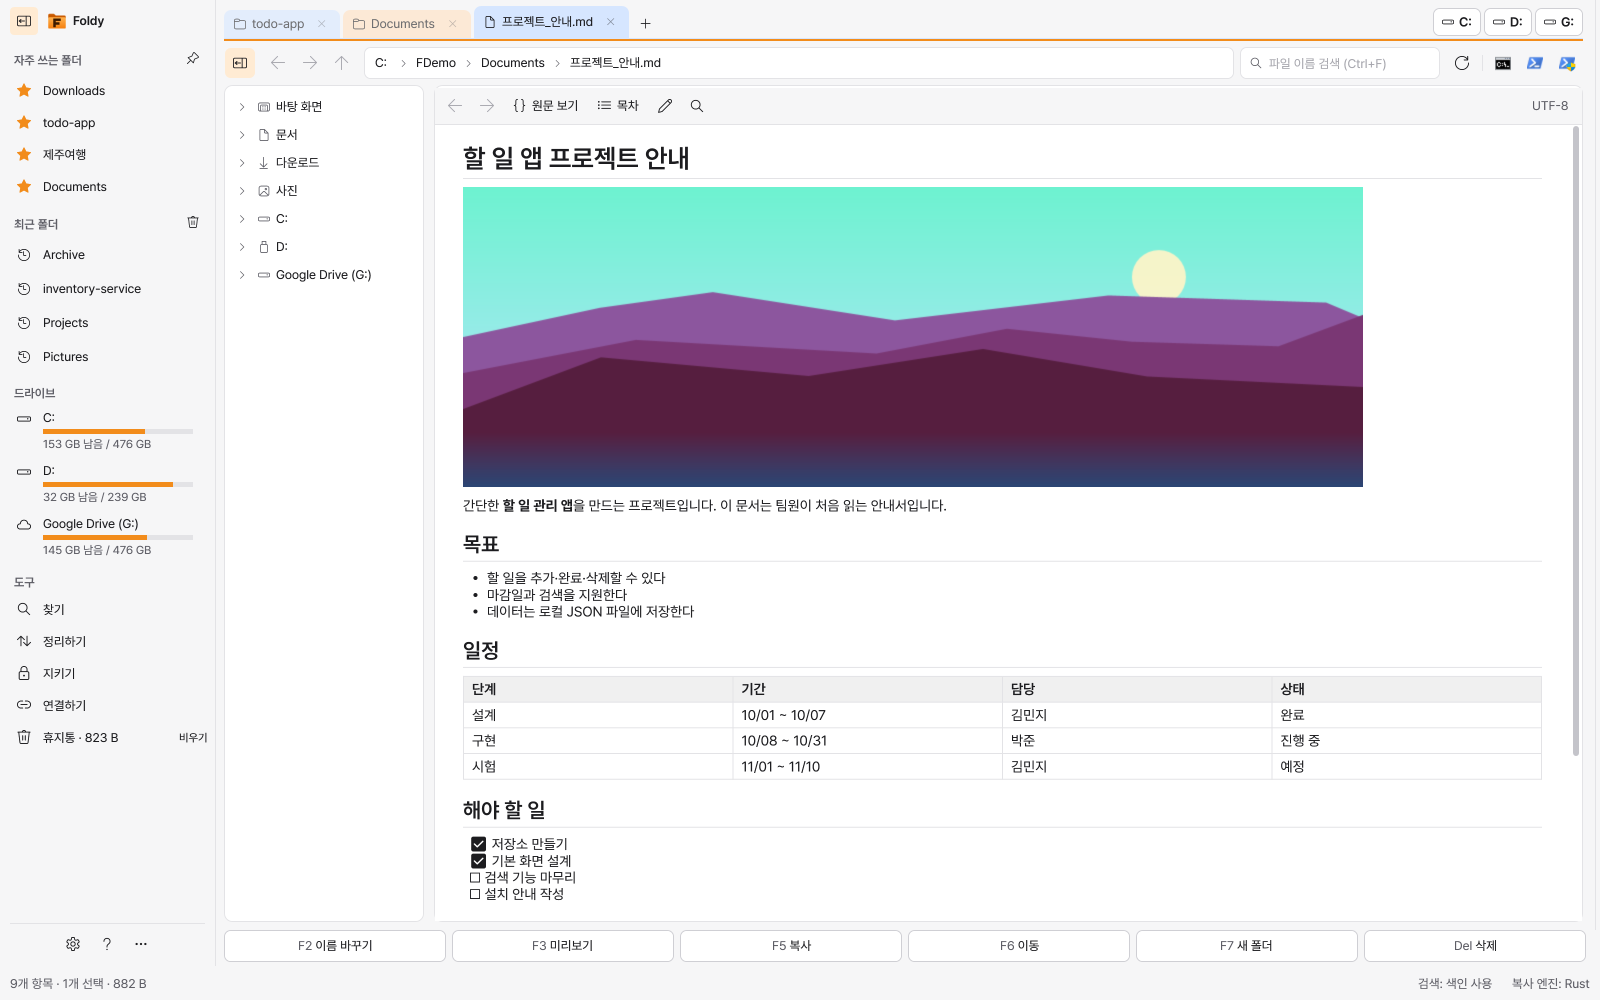 Foldy
자주 쓰는 폴더
Downloads
todo-app
제주여행
Documents
최근 폴더
Archive
inventory-service
Projects
Pictures
드라이브
C:
153 GB 남음 / 476 GB
D:
32 GB 남음 / 239 GB
Google Drive (G:)
145 GB 남음 / 476 GB
도구
찾기
정리하기
지키기
연결하기
휴지통 · 823 B 비우기
todo-app
Documents
프로젝트_안내.md
C:
D:
G:
C: FDemo Documents 프로젝트_안내.md
파일 이름 검색 (Ctrl+F)
바탕 화면
문서
다운로드
사진
C:
D:
Google Drive (G:)
{ } 원문 보기
목차
UTF-8
할 일 앱 프로젝트 안내
간단한 할 일 관리 앱을 만드는 프로젝트입니다. 이 문서는 팀원이 처음 읽는 안내서입니다.
목표
• 할 일을 추가·완료·삭제할 수 있다
• 마감일과 검색을 지원한다
• 데이터는 로컬 JSON 파일에 저장한다
일정
단계 기간 담당 상태
설계 10/01 ~ 10/07 김민지 완료
구현 10/08 ~ 10/31 박준 진행 중
시험 11/01 ~ 11/10 김민지 예정
해야 할 일
저장소 만들기
기본 화면 설계
검색 기능 마무리
설치 안내 작성
F2 이름 바꾸기
F3 미리보기
F5 복사
F6 이동
F7 새 폴더
Del 삭제
9개 항목 · 1개 선택 · 882 B
검색: 색인 사용
복사 엔진: Rust